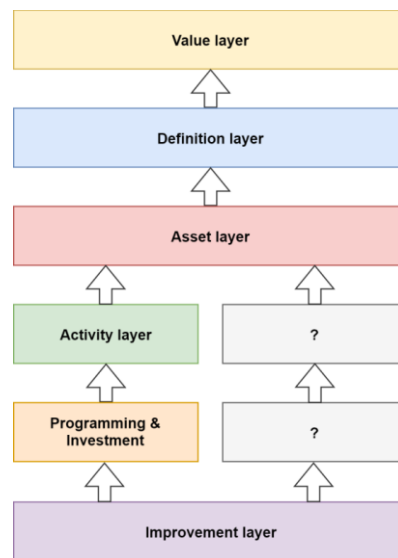 Value layer
Definition layer
Asset layer
Activity layer
?
Programming &
Investment
?
Improvement layer